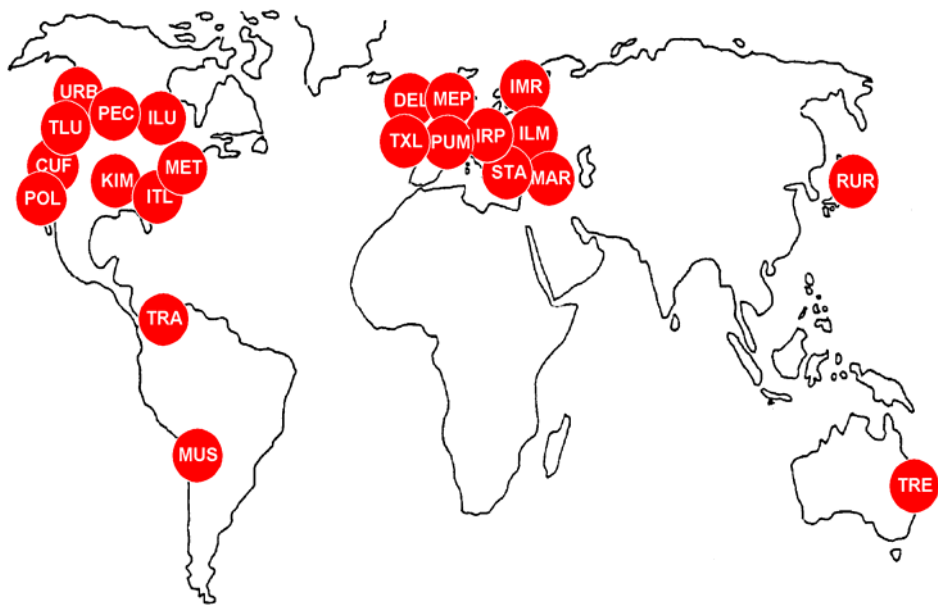 URB
PEC
ILU
TLU
CUF
MET
KIM
POL
ITL
DEL
MEP
IMR
TXL
PUM
IRP
ILM
STA
MAR
RUR
TRA
MUS
TRE